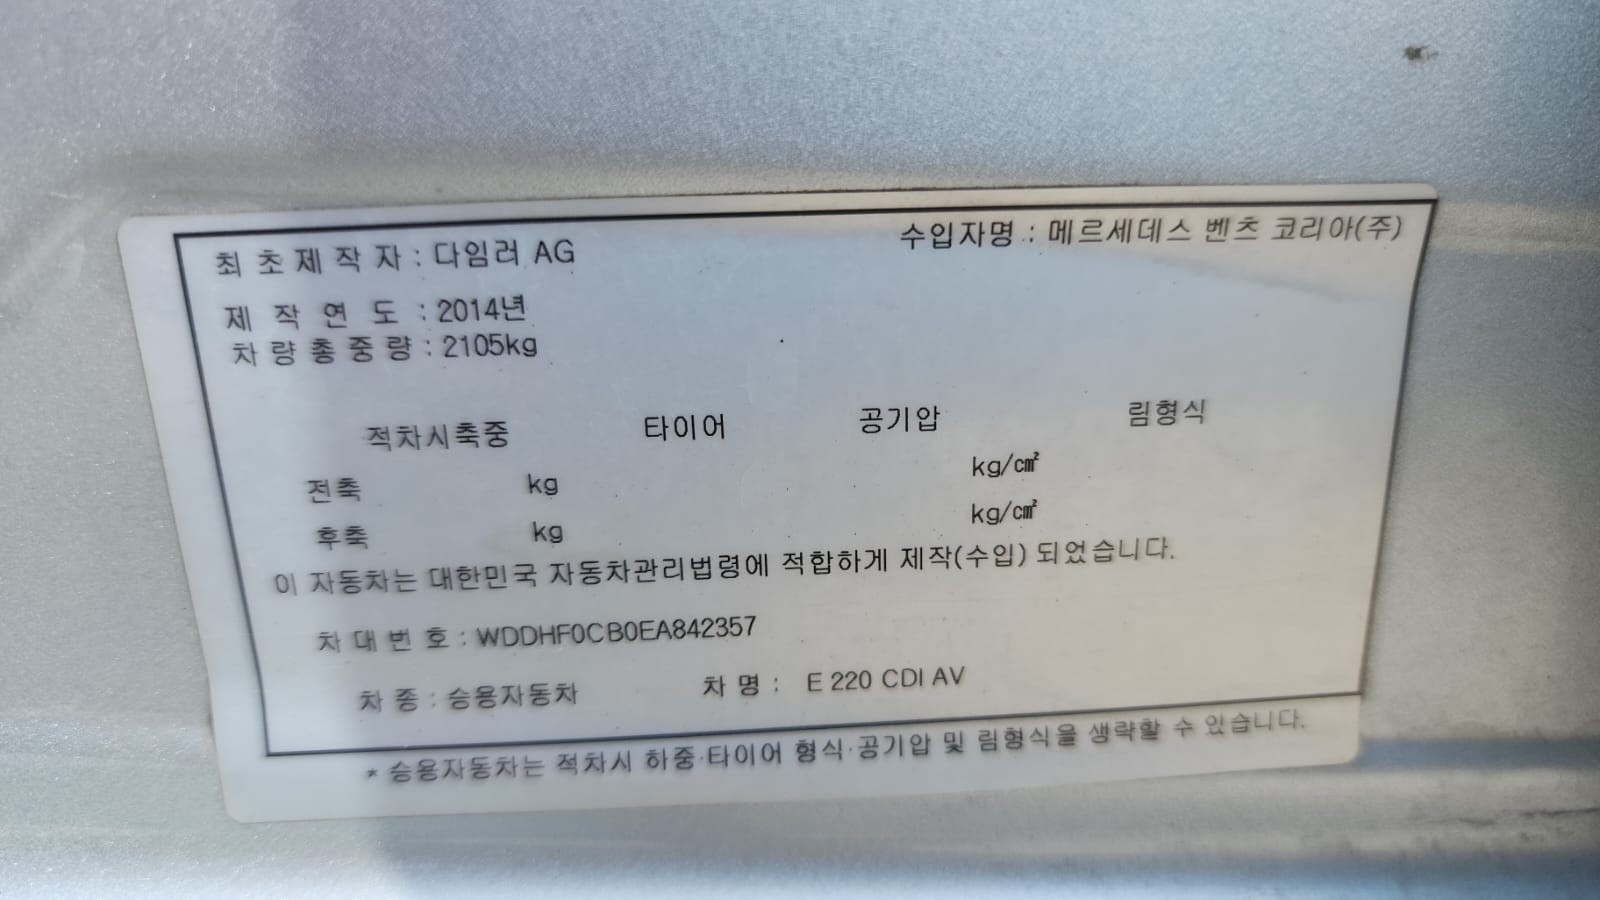 최초제작자 : 다임러 AG 수입자명 : 메르세데스 벤츠 코리아(주)
제작연도 : 2014년
차량총중량 : 2105kg
적차시축중 타이어 공기압 림형식
전축 kg kg/㎠
후축 kg kg/㎠
이 자동차는 대한민국 자동차관리법령에 적합하게 제작(수입) 되었습니다.
차대번호 : WDDHF0CB0EA842357
차종 : 승용자동차 차명 : E 220 CDI AV
* 승용자동차는 적차시 하중·타이어 형식·공기압 및 림형식을 생략할 수 있습니다.